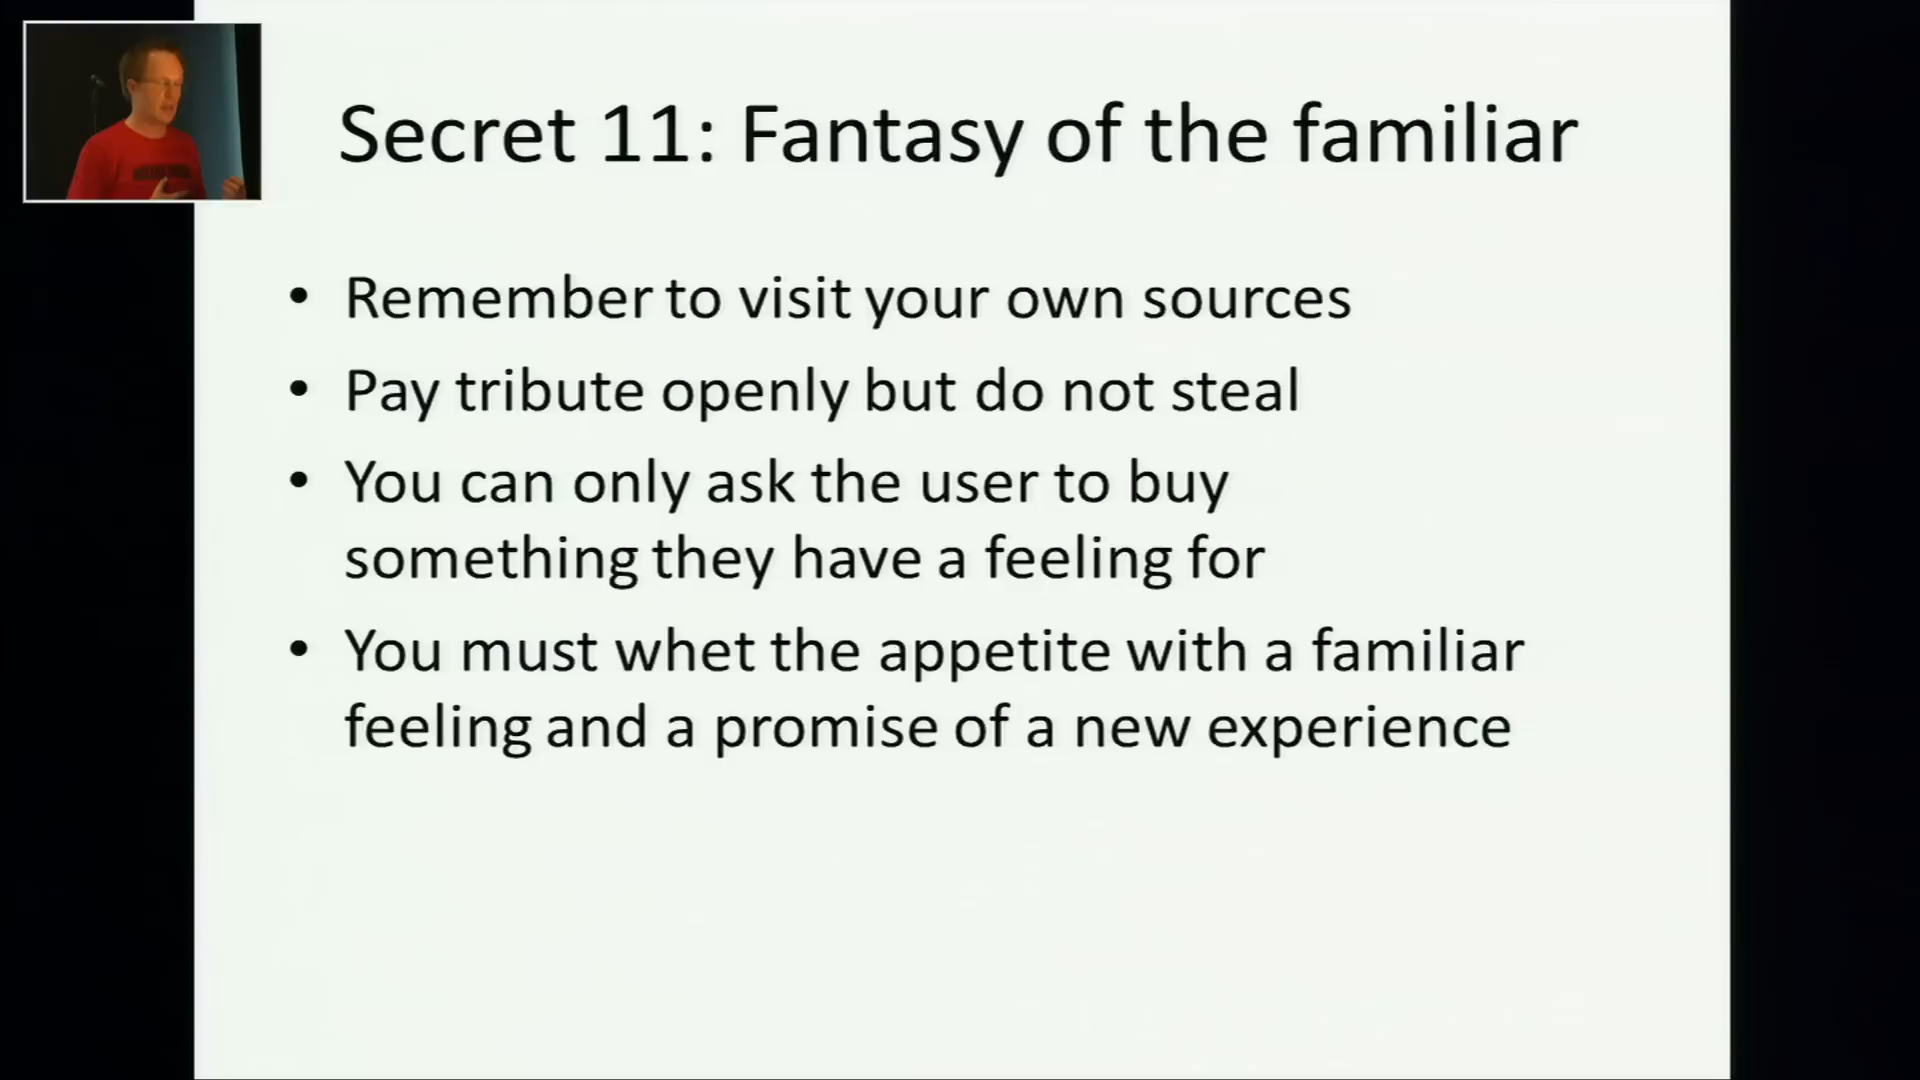 Secret 11: Fantasy of the familiar
• Remember to visit your own sources
• Pay tribute openly but do not steal
• You can only ask the user to buy
something they have a feeling for
• You must whet the appetite with a familiar
feeling and a promise of a new experience